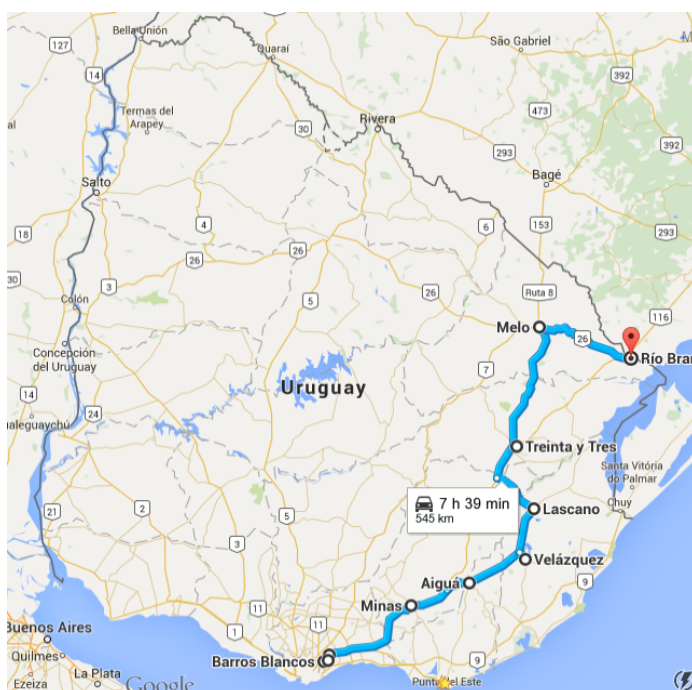 São Gabriel
Bella Unión
127
Quaraí
392
14
Termas del
Arapey
473
392
30
Rivera
293
Bagé
Salto
153
6
18
4
293
26
26
30
3
5
26
Ruta 8
Colón
116
Melo
26
Río Bran
Concepción
del Uruguay
7
Uruguay
14
24
ualeguaychú
Treinta y Tres
Santa Vitória
do Palmar
7 h 39 min
545 km
Chuy
Lascano
2
5
21
3
Velázquez
9
Aiguá
Minas
11
11
11
1
Buenos Aires
Barros Blancos
9
Quilmes
La Plata
Google
Punta del Este
Ezeiza